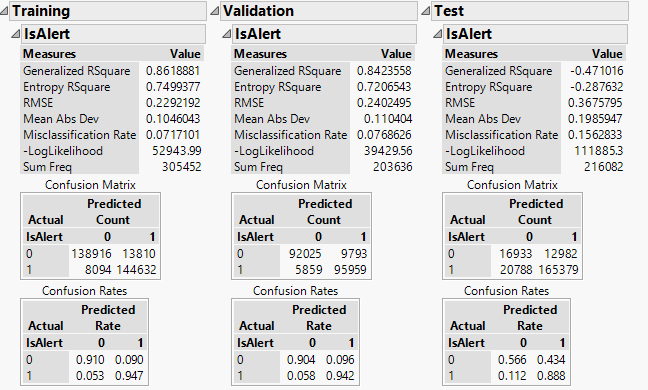 Training
IsAlert
Measures Value
Generalized RSquare 0.8618881
Entropy RSquare 0.7499377
RMSE 0.2292192
Mean Abs Dev 0.1046043
Misclassification Rate 0.0717101
-LogLikelihood 52943.99
Sum Freq 305452
Confusion Matrix
Predicted
Actual Count
IsAlert 0 1
0 138916 13810
1 8094 144632
Confusion Rates
Predicted
Actual Rate
IsAlert 0 1
0 0.910 0.090
1 0.053 0.947
Validation
IsAlert
Measures Value
Generalized RSquare 0.8423558
Entropy RSquare 0.7206543
RMSE 0.2402495
Mean Abs Dev 0.110404
Misclassification Rate 0.0768626
-LogLikelihood 39429.56
Sum Freq 203636
Confusion Matrix
Predicted
Actual Count
IsAlert 0 1
0 92025 9793
1 5859 95959
Confusion Rates
Predicted
Actual Rate
IsAlert 0 1
0 0.904 0.096
1 0.058 0.942
Test
IsAlert
Measures Value
Generalized RSquare -0.471016
Entropy RSquare -0.287632
RMSE 0.3675795
Mean Abs Dev 0.1985947
Misclassification Rate 0.1562833
-LogLikelihood 111885.3
Sum Freq 216082
Confusion Matrix
Predicted
Actual Count
IsAlert 0 1
0 16933 12982
1 20788 165379
Confusion Rates
Predicted
Actual Rate
IsAlert 0 1
0 0.566 0.434
1 0.112 0.888